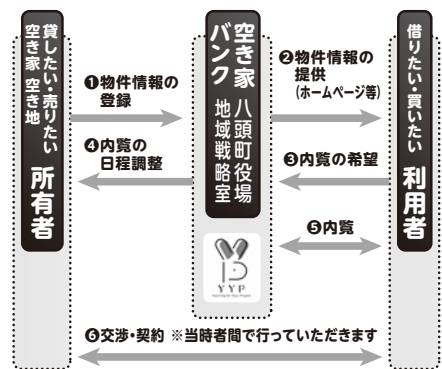 貸したい・売りたい
空き家 空き地
所有者
❶物件情報の
登録
❹内覧の
日程調整
空き家
バンク
八頭町役場
地域戦略室
YYP
❷物件情報の
提供
(ホームページ等)
❸内覧の希望
❺内覧
借りたい・買いたい
利用者
❻交渉・契約 ※当時者間で行っていただきます